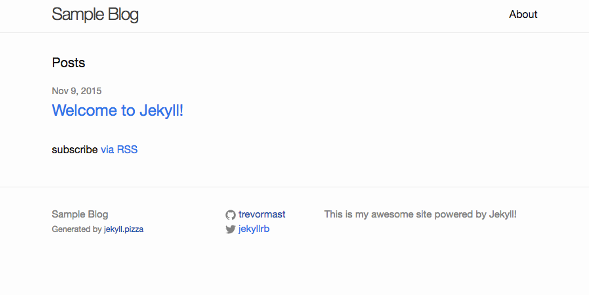 Sample Blog
About
Posts
Nov 9, 2015
Welcome to Jekyll!
subscribe via RSS
Sample Blog
Generated by jekyll.pizza
trevormast
jekyllrb
This is my awesome site powered by Jekyll!